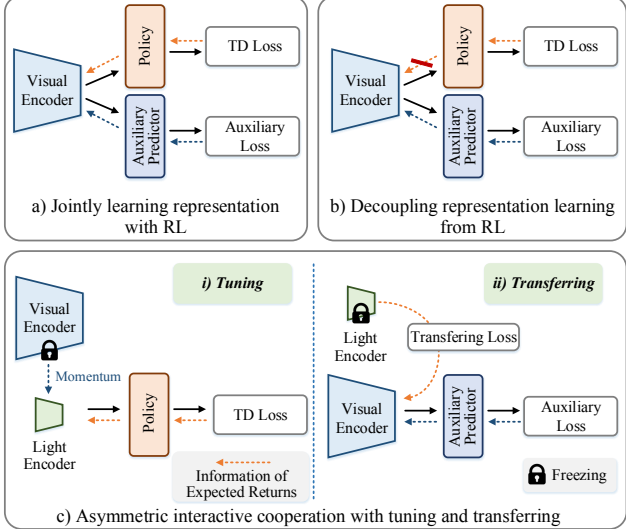 Visual
Encoder
Policy
TD Loss
Auxiliary
Predictor
Auxiliary
Loss
a) Jointly learning representation
with RL
Visual
Encoder
Policy
TD Loss
Auxiliary
Predictor
Auxiliary
Loss
b) Decoupling representation learning
from RL
i) Tuning
Visual
Encoder
Momentum
Light
Encoder
Policy
TD Loss
Information of
Expected Returns
ii) Transferring
Light
Encoder
Transfering Loss
Visual
Encoder
Auxiliary
Predictor
Auxiliary
Loss
Freezing
c) Asymmetric interactive cooperation with tuning and transferring